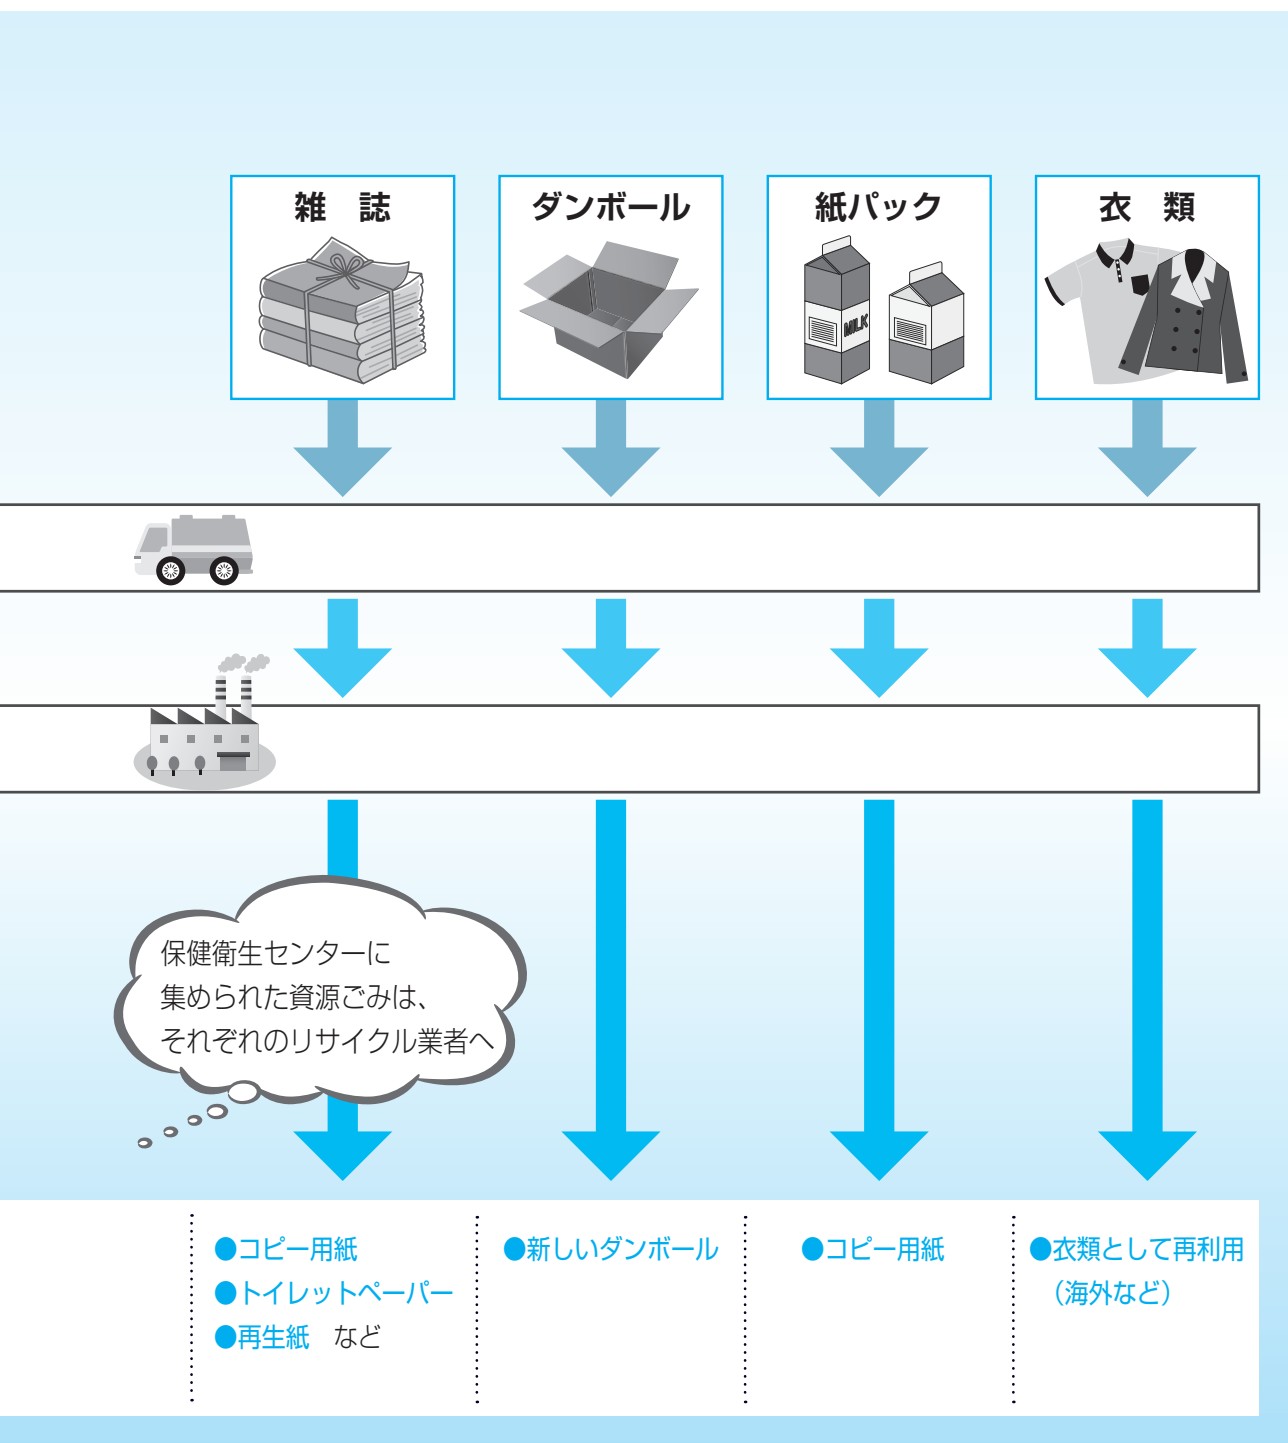 雑　誌
ダンボール
紙パック
衣　類
MILK
保健衛生センターに
集められた資源ごみは、
それぞれのリサイクル業者へ
●コピー用紙
●トイレットペーパー
●再生紙　など
●新しいダンボール
●コピー用紙
●衣類として再利用
（海外など）